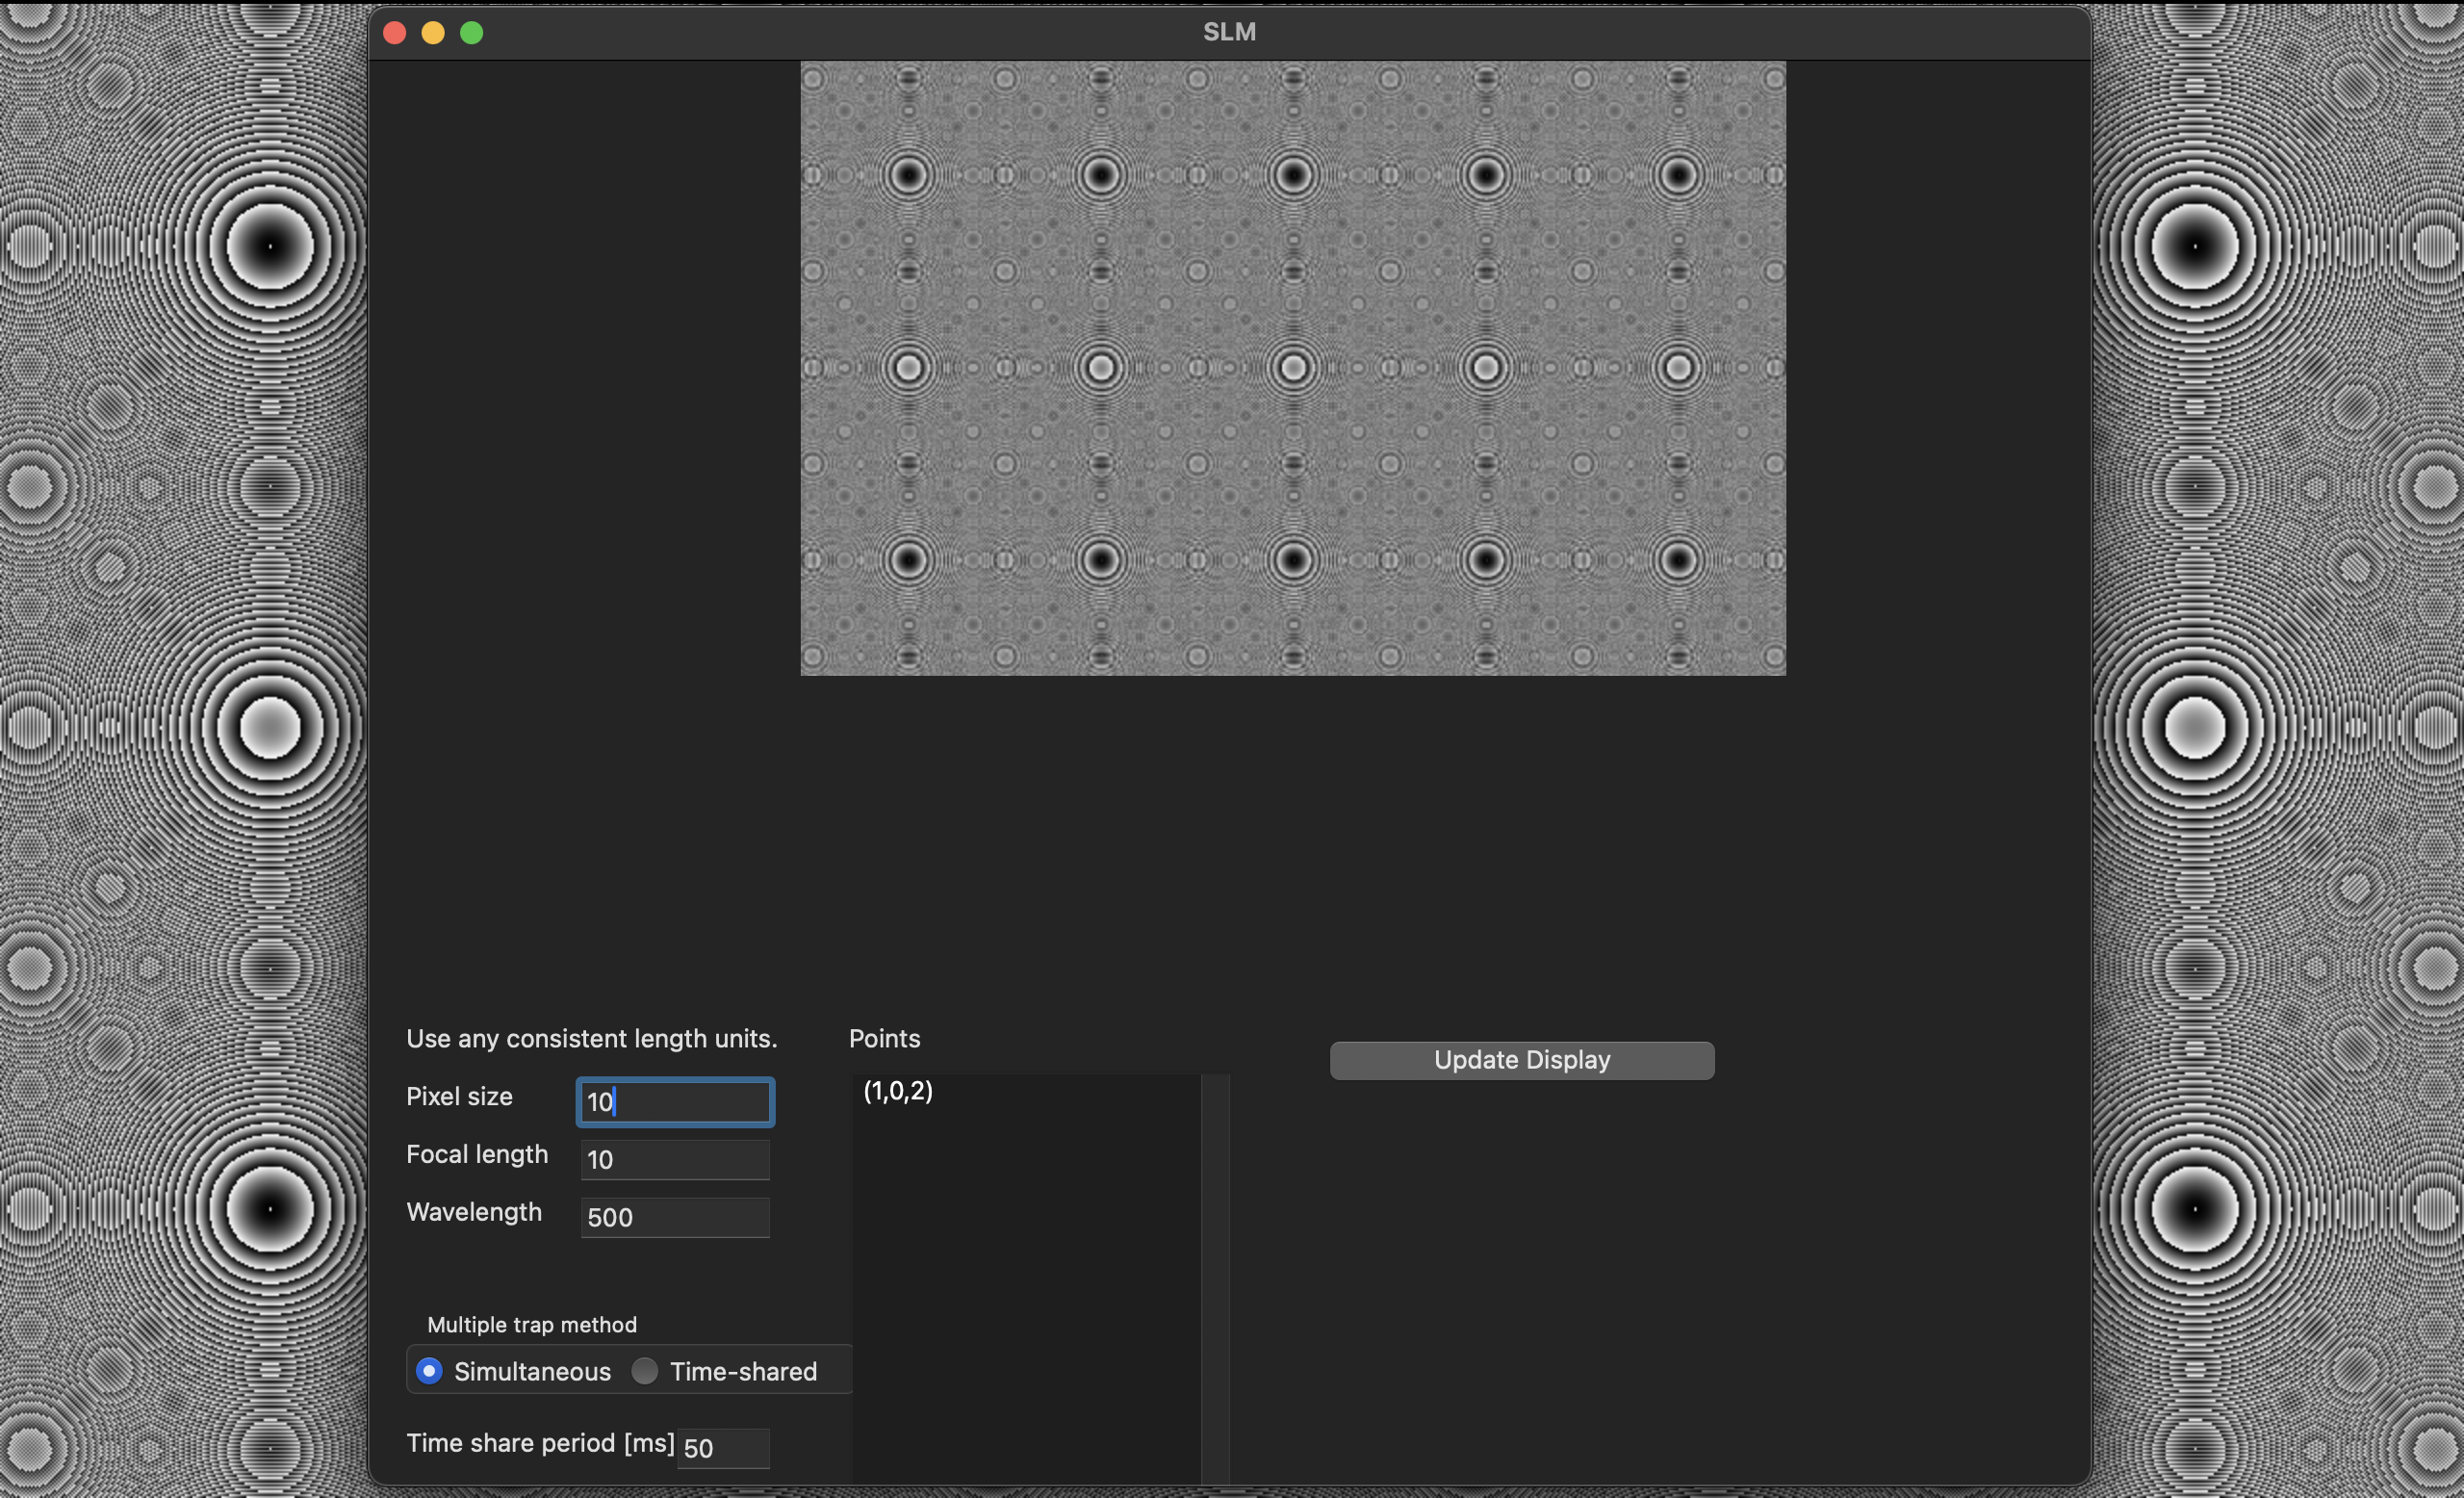 SLM
Use any consistent length units.
Points
Update Display
Pixel size
10
(1,0,2)
Focal length
10
Wavelength
500
Multiple trap method
Simultaneous
Time-shared
Time share period [ms]
50